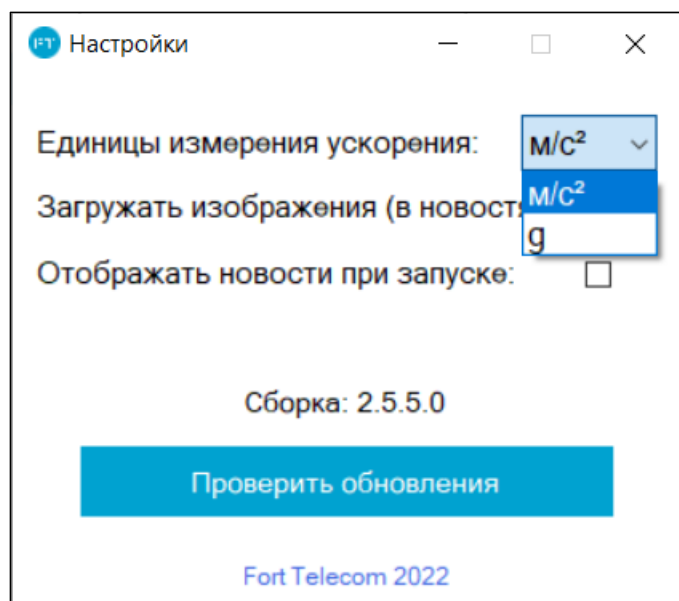 FT Настройки
Единицы измерения ускорения: м/с²
м/с²
Загружать изображения (в новостя
g
Отображать новости при запуске:
Сборка: 2.5.5.0
Проверить обновления
Fort Telecom 2022